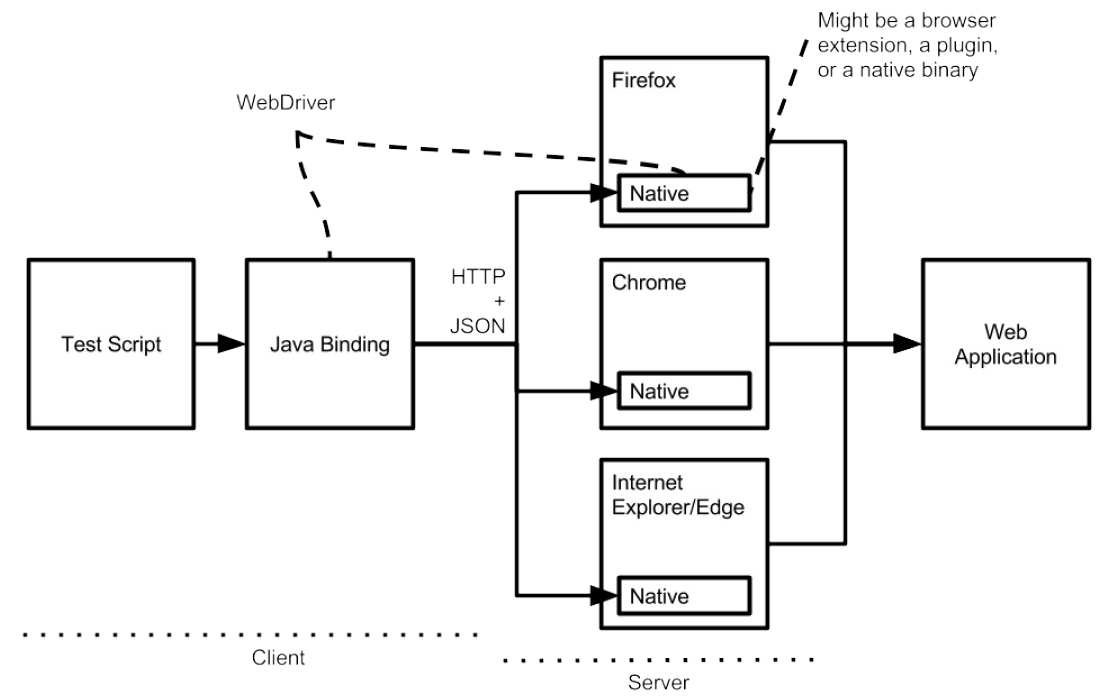 Might be a browser
extension, a plugin,
or a native binary
WebDriver
Firefox
Native
HTTP
+
JSON
Test Script
Java Binding
Chrome
Native
Web
Application
Internet
Explorer/Edge
Native
Client
Server